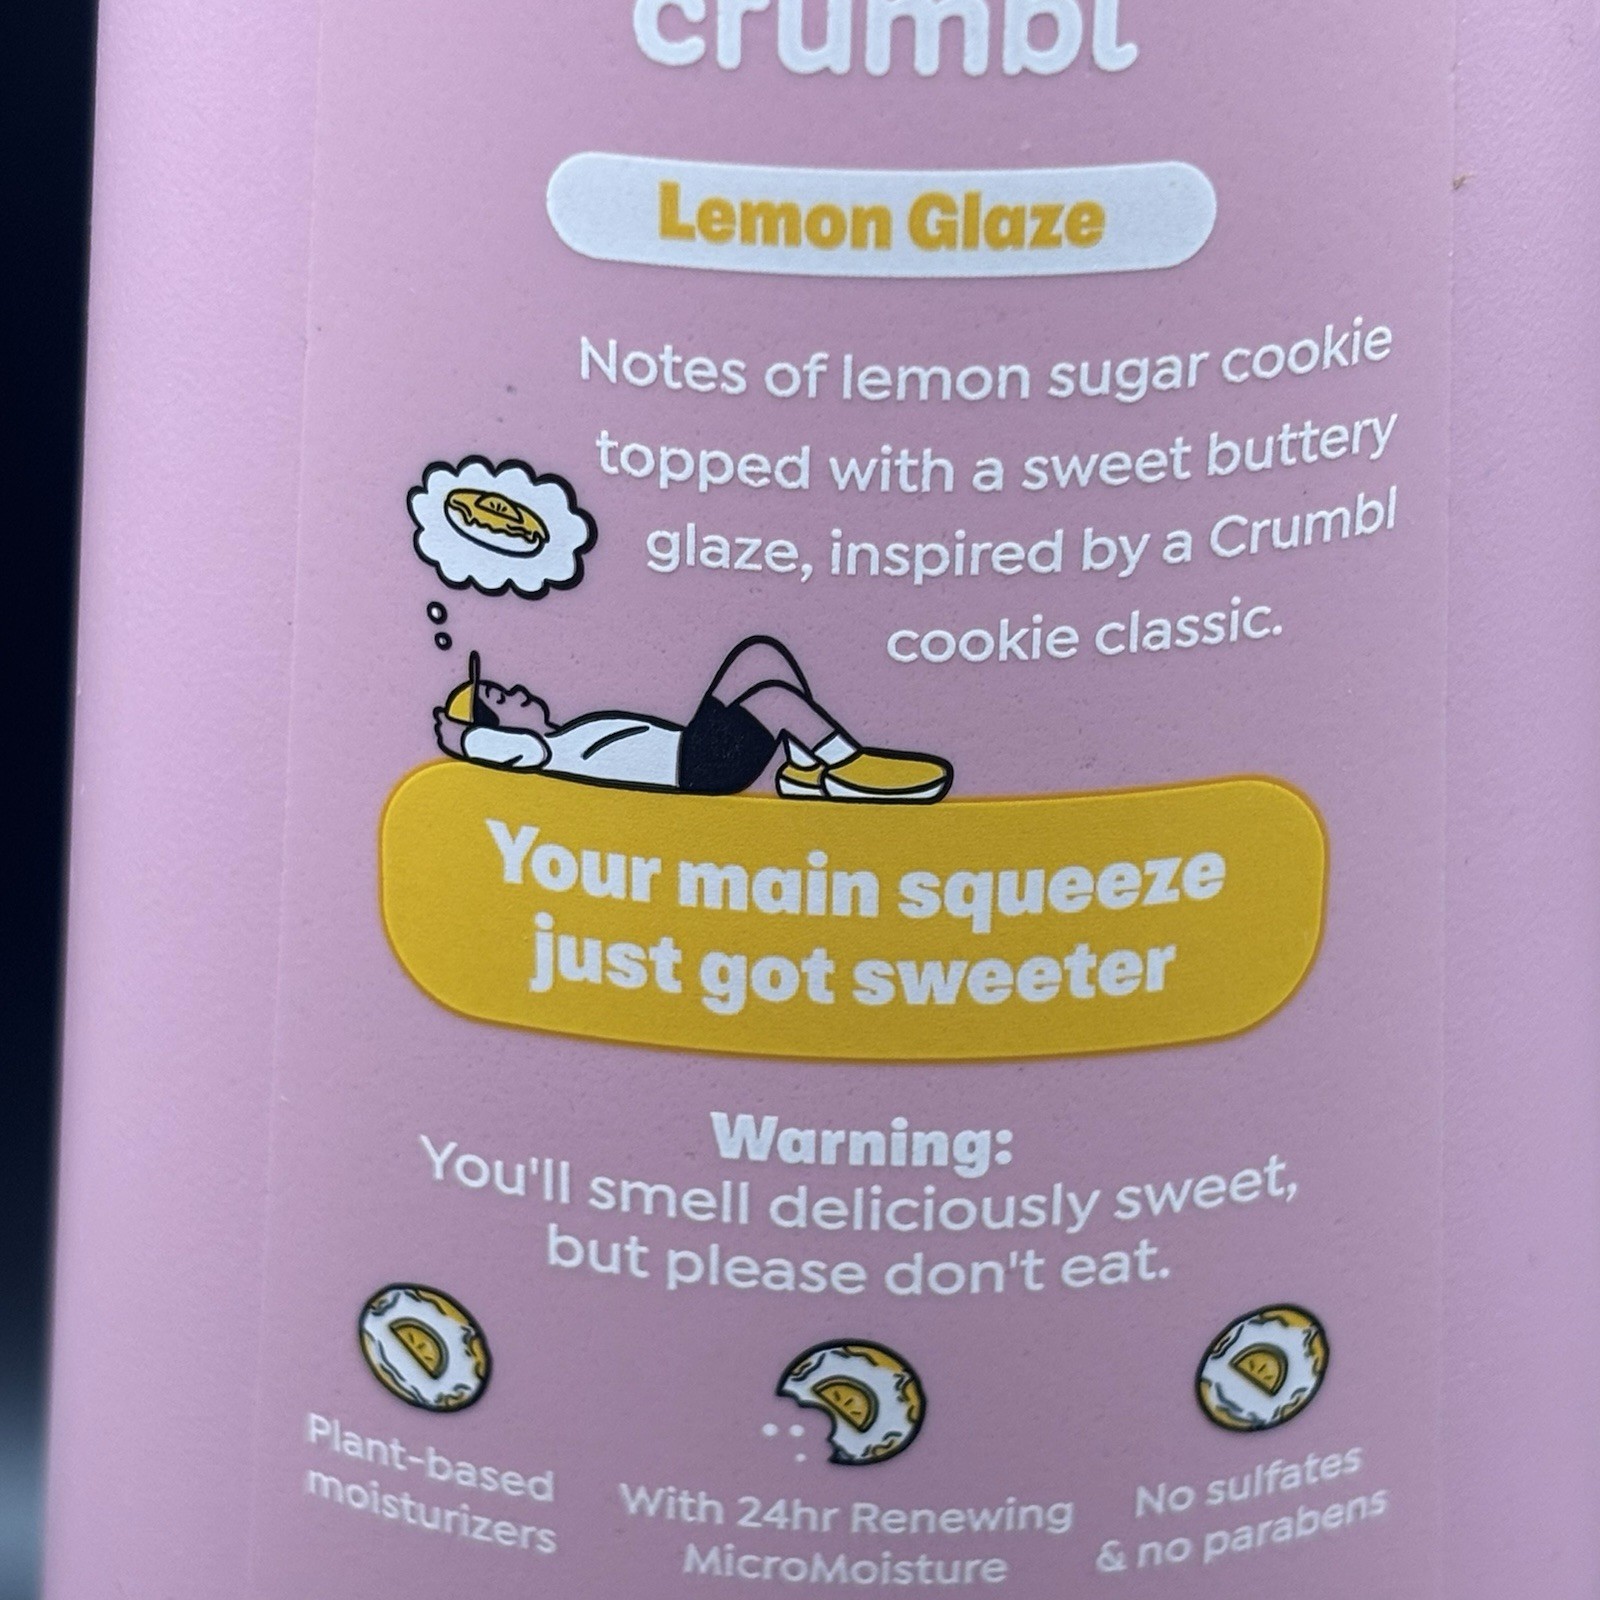 crumbl
Lemon Glaze
Notes of lemon sugar cookie
topped with a sweet buttery
glaze, inspired by a Crumbl
cookie classic.
Your main squeeze
just got sweeter
Warning:
You'll smell deliciously sweet,
but please don't eat.
Plant-based
moisturizers
With 24hr Renewing
MicroMoisture
No sulfates
& no parabens